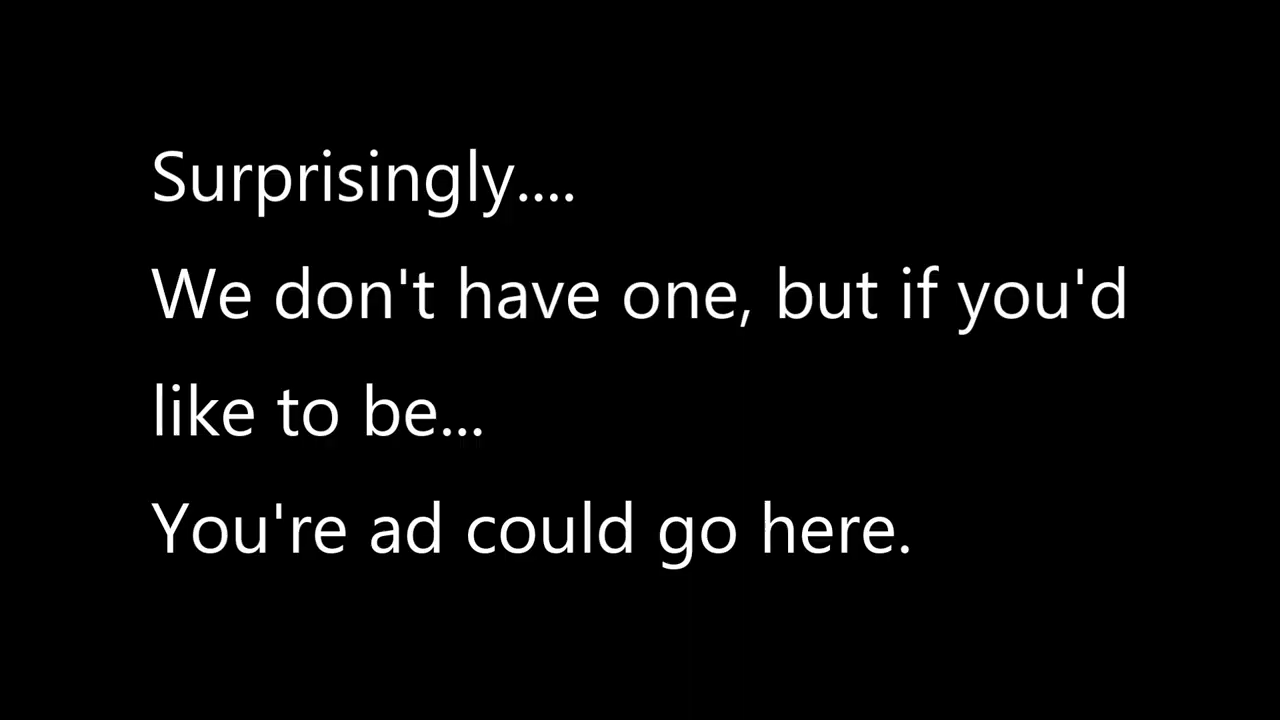 Surprisingly....
We don't have one, but if you'd
like to be...
You're ad could go here.